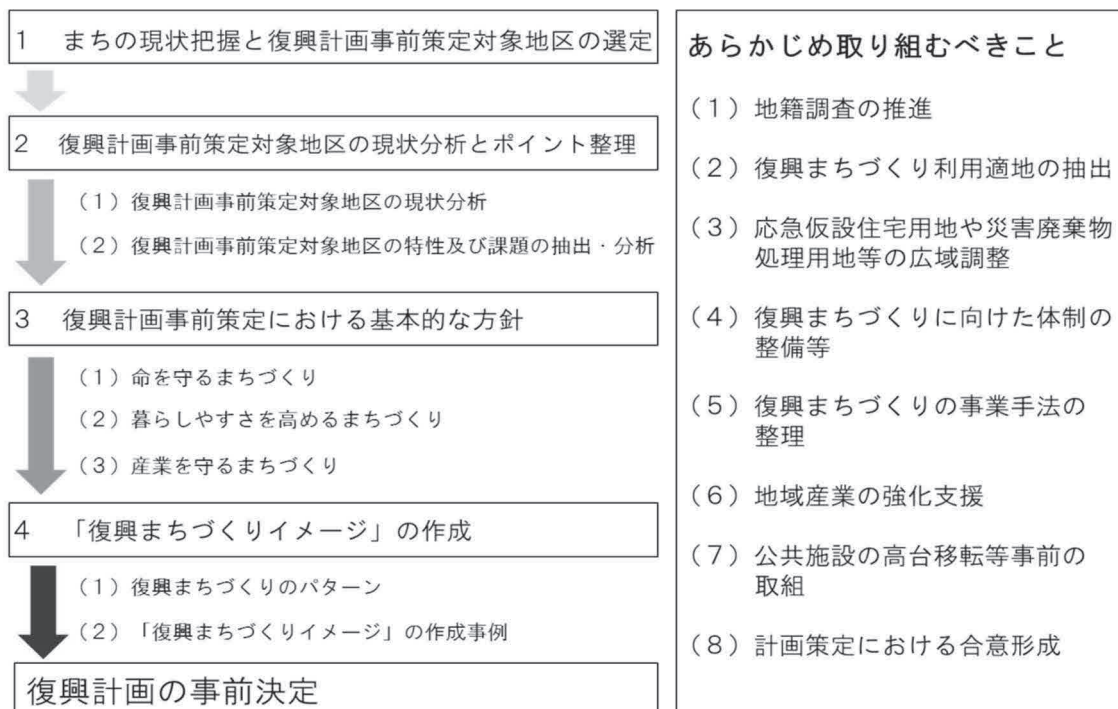 1 まちの現状把握と復興計画事前策定対象地区の選定
2 復興計画事前策定対象地区の現状分析とポイント整理
（1）復興計画事前策定対象地区の現状分析
（2）復興計画事前策定対象地区の特性及び課題の抽出・分析
3 復興計画事前策定における基本的な方針
（1）命を守るまちづくり
（2）暮らしやすさを高めるまちづくり
（3）産業を守るまちづくり
4 「復興まちづくりイメージ」の作成
（1）復興まちづくりのパターン
（2）「復興まちづくりイメージ」の作成事例
復興計画の事前決定
あらかじめ取り組むべきこと
（1）地籍調査の推進
（2）復興まちづくり利用適地の抽出
（3）応急仮設住宅用地や災害廃棄物
処理用地等の広域調整
（4）復興まちづくりに向けた体制の
整備等
（5）復興まちづくりの事業手法の
整理
（6）地域産業の強化支援
（7）公共施設の高台移転等事前の
取組
（8）計画策定における合意形成